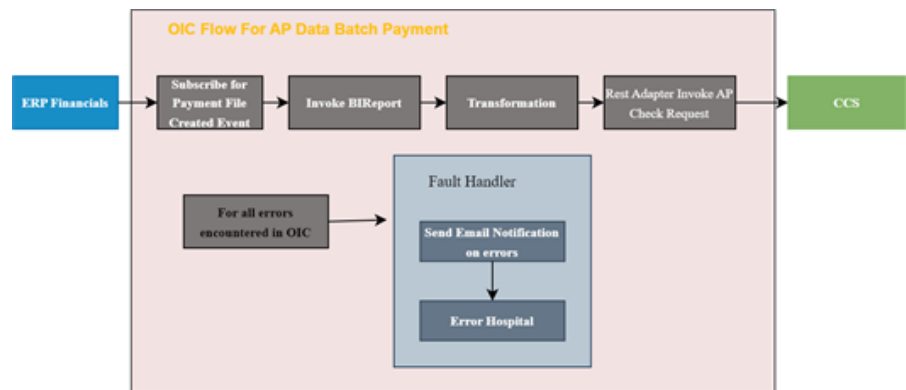 OIC Flow For AP Data Batch Payment
ERP Financials
Subscribe for
Payment File
Created Event
Invoke BIReport
Transformation
Rest Adapter Invoke AP
Check Request
CCS
For all errors
encountered in OIC
Fault Handler
Send Email Notification
on errors
Error Hospital